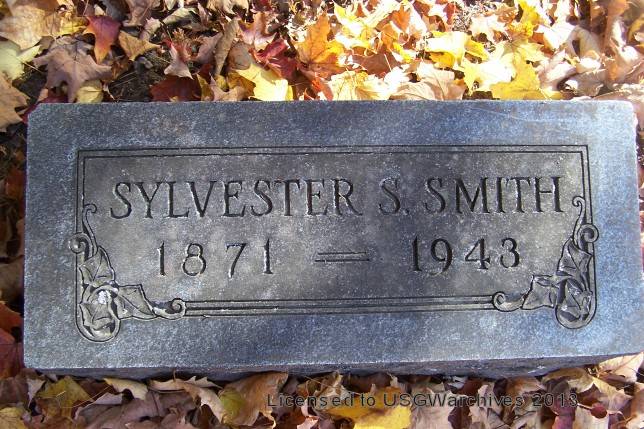 SYLVESTER S. SMITH
1871 — 1943
Licensed to USGWarchives 2013